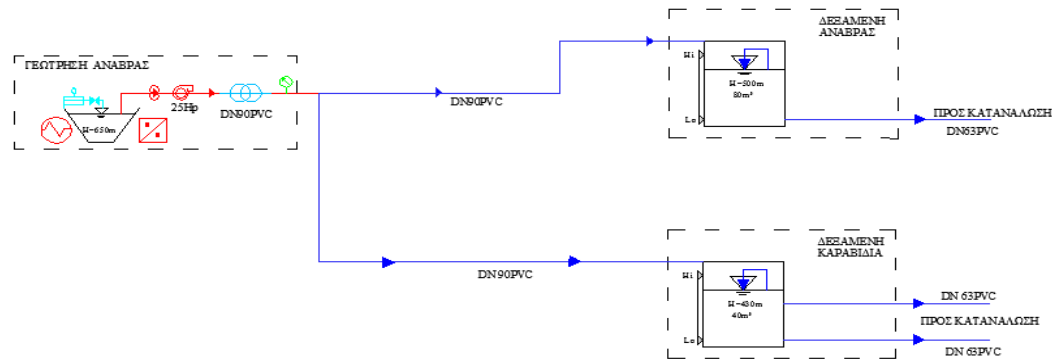 ΓΕΩΤΡΗΣΗ ΑΝΑΒΡΑΣ
H=650m
25Hp
DN90PVC
DN90PVC
ΔΕΞΑΜΕΝΗ
ΑΝΑΒΡΑΣ
Hi
H=500m
80m³
Lo
ΠΡΟΣ ΚΑΤΑΝΑΛΩΣΗ
DN63PVC
ΔΕΞΑΜΕΝΗ
ΚΑΡΑΒΙΔΙΑ
DN90PVC
Hi
H=430m
40m³
Lo
DN 63PVC
ΠΡΟΣ ΚΑΤΑΝΑΛΩΣΗ
DN 63PVC